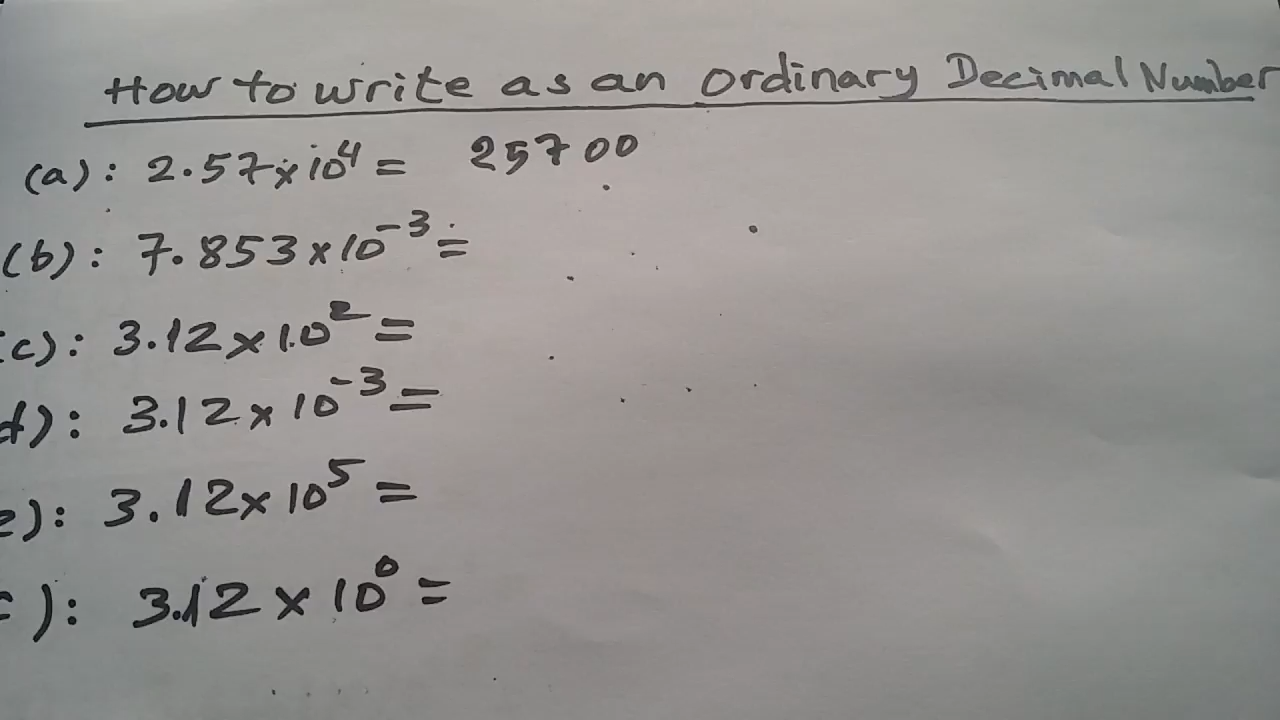 How to write as an ordinary Decimal Number
(a): 2.57×10⁴ = 25700
(b): 7.853×10⁻³ =
(c): 3.12×10² =
d): 3.12×10⁻³ =
e): 3.12×10⁵ =
): 3.12×10⁰ =